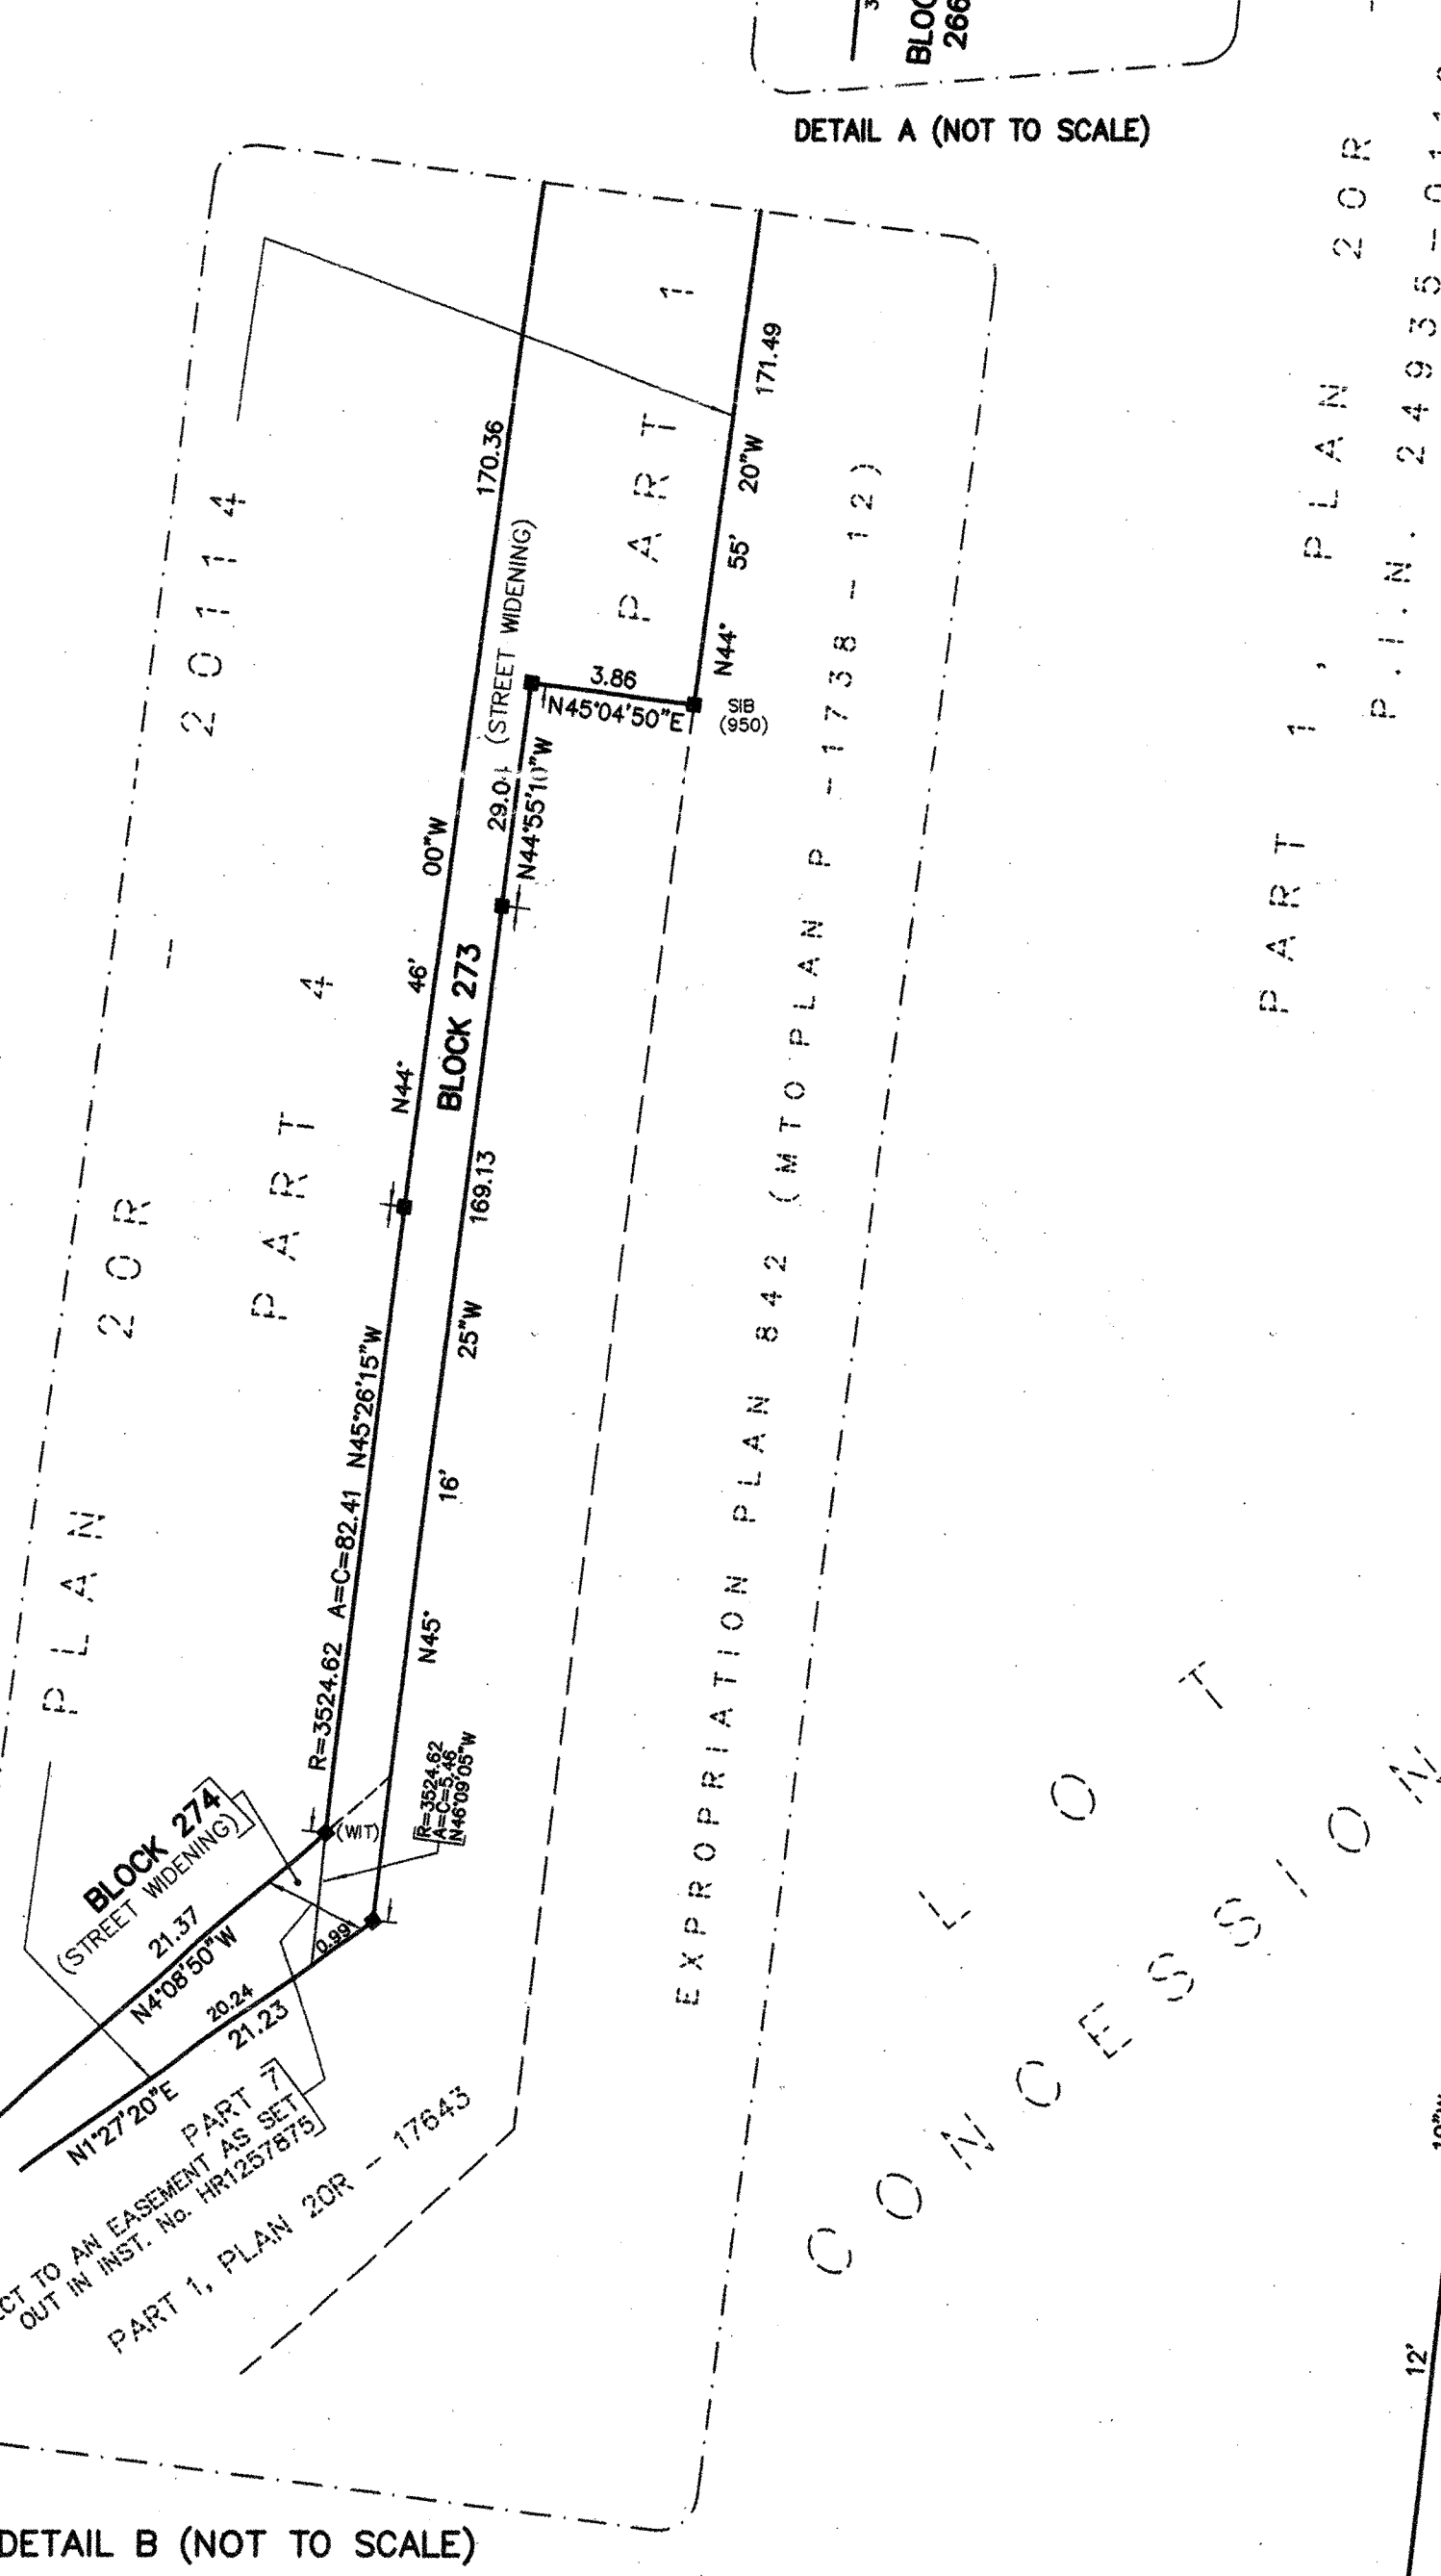 BLOC
266
DETAIL A (NOT TO SCALE)
PLAN 20R -- 20114
PART 4
PART 1
170.36
N44° 46' 00"W
171.49
N44° 55' 20"W
3.86
N45°04'50"E
SIB
(950)
(STREET WIDENING)
N44°55'10"W
BLOCK 273
169.13
N45° 16' 25"W
R=3524.62 A=C=82.41 N45°26'15"W
R=3524.62
A=C=5.46
N46°09'05"W
(WIT)
BLOCK 274
(STREET WIDENING)
21.37
N4°08'50"W
0.99
20.24
21.23
N1°27'20"E
PART 7
ECT TO AN EASEMENT AS SET
OUT IN INST. No. HR1257875
PART 1, PLAN 20R - 17643
EXPROPRIATION PLAN 842 (MTO PLAN P-1738-12)
PART 1, PLAN 20R
P.I.N. 24935-011
LOT
CONCESSION
12'
DETAIL B (NOT TO SCALE)